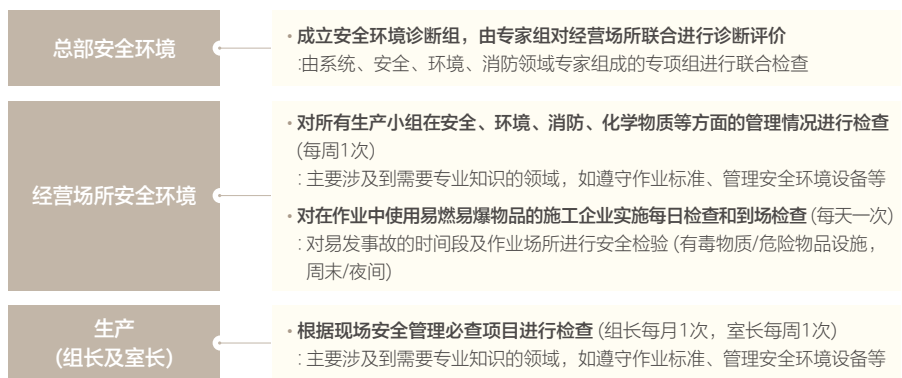 总部安全环境
• 成立安全环境诊断组，由专家组对经营场所联合进行诊断评价
:由系统、安全、环境、消防领域专家组成的专项组进行联合检查
经营场所安全环境
• 对所有生产小组在安全、环境、消防、化学物质等方面的管理情况进行检查
(每周1次)
: 主要涉及到需要专业知识的领域，如遵守作业标准、管理安全环境设备等
• 对在作业中使用易燃易爆物品的施工企业实施每日检查和到场检查 (每天一次)
: 对易发事故的时间段及作业场所进行安全检验 (有毒物质/危险物品设施，
周末/夜间)
生产
(组长及室长)
• 根据现场安全管理必查项目进行检查 (组长每月1次，室长每周1次)
: 主要涉及到需要专业知识的领域，如遵守作业标准、管理安全环境设备等